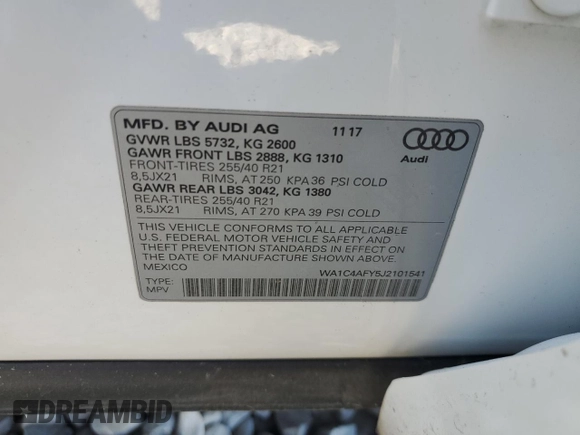 MFD. BY AUDI AG 11 17
GVWR LBS 5732, KG 2600
GAWR FRONT LBS 2888, KG 1310
FRONT-TIRES 255/40 R21
8,5JX21 RIMS, AT 250 KPA 36 PSI COLD
GAWR REAR LBS 3042, KG 1380
REAR-TIRES 255/40 R21
8,5JX21 RIMS, AT 270 KPA 39 PSI COLD
Audi
THIS VEHICLE CONFORMS TO ALL APPLICABLE
U.S. FEDERAL MOTOR VEHICLE SAFETY AND
THEFT PREVENTION STANDARDS IN EFFECT ON
THE DATE OF MANUFACTURE SHOWN ABOVE.
MEXICO WA1C4AFY5J2101541
TYPE:
MPV
DREAMBID